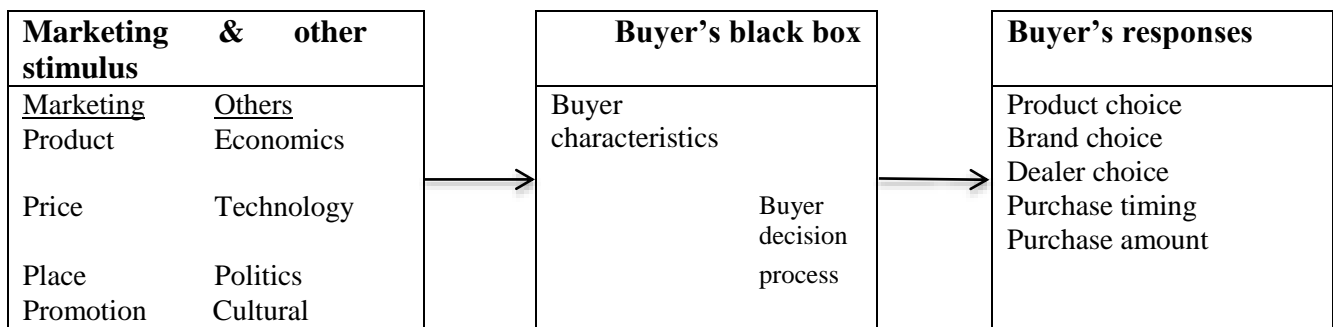 Marketing & other
stimulus
Marketing Others
Product Economics
Price Technology
Place Politics
Promotion Cultural
Buyer’s black box
Buyer
characteristics
Buyer
decision
process
Buyer’s responses
Product choice
Brand choice
Dealer choice
Purchase timing
Purchase amount